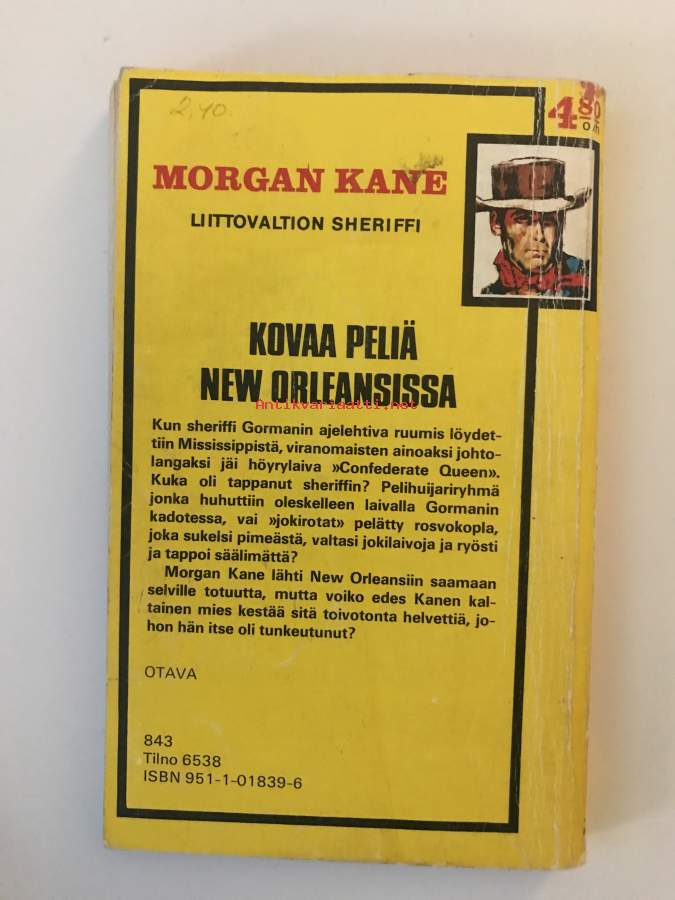 2,40.
MORGAN KANE
LIITTOVALTION SHERIFFI
KOVAA PELIÄ
NEW ORLEANSISSA
Antikvariaatti.net
Kun sheriffi Gormanin ajelehtiva ruumis löydet-
tiin Mississippistä, viranomaisten ainoaksi johto-
langaksi jäi höyrylaiva »Confederate Queen».
Kuka oli tappanut sheriffin? Pelihuijariryhmä
jonka huhuttiin oleskelleen laivalla Gormanin
kadotessa, vai »jokirotat» pelätty rosvokopla,
joka sukelsi pimeästä, valtasi jokilaivoja ja ryösti
ja tappoi säälimättä?
Morgan Kane lähti New Orleansiin saamaan
selville totuutta, mutta voiko edes Kanen kal-
tainen mies kestää sitä toivotonta helvettiä, jo-
hon hän itse oli tunkeutunut?
OTAVA
843
Tilno 6538
ISBN 951-1-01839-6